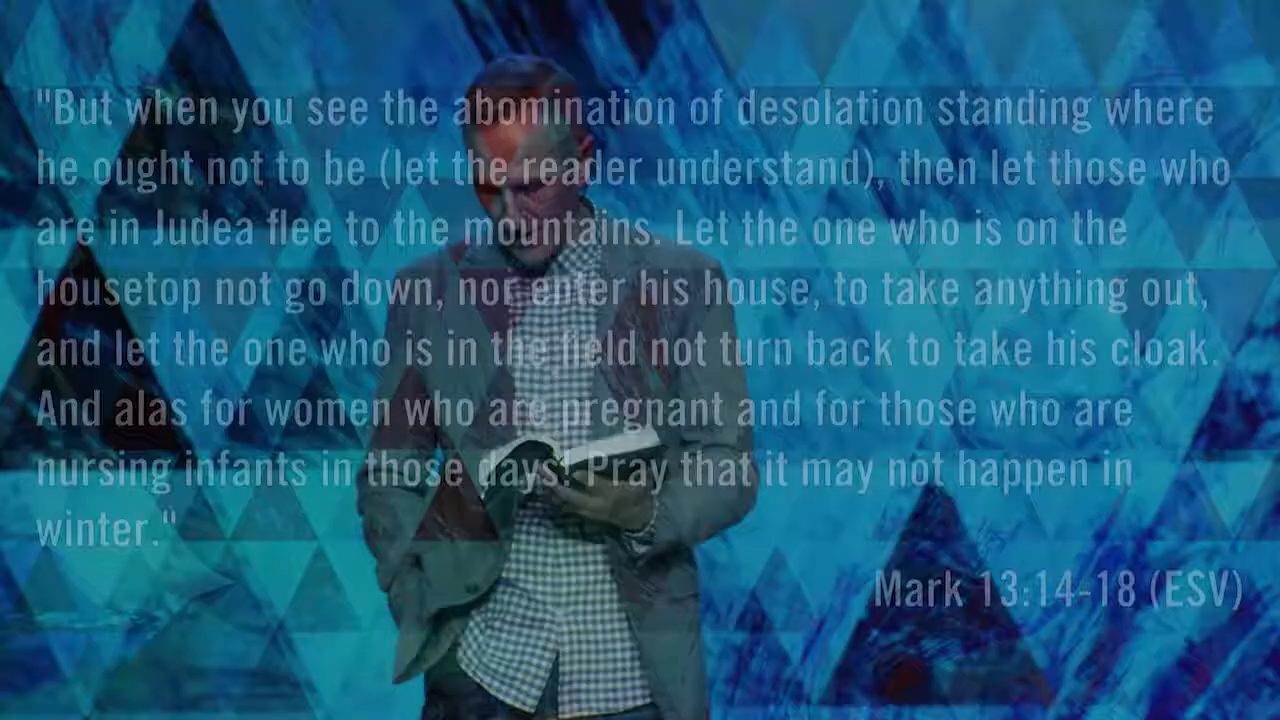 "But when you see the abomination of desolation standing where
he ought not to be (let the reader understand), then let those who
are in Judea flee to the mountains. Let the one who is on the
housetop not go down, nor enter his house, to take anything out,
and let the one who is in the field not turn back to take his cloak.
And alas for women who are pregnant and for those who are
nursing infants in those days! Pray that it may not happen in
winter."
Mark 13:14-18 (ESV)